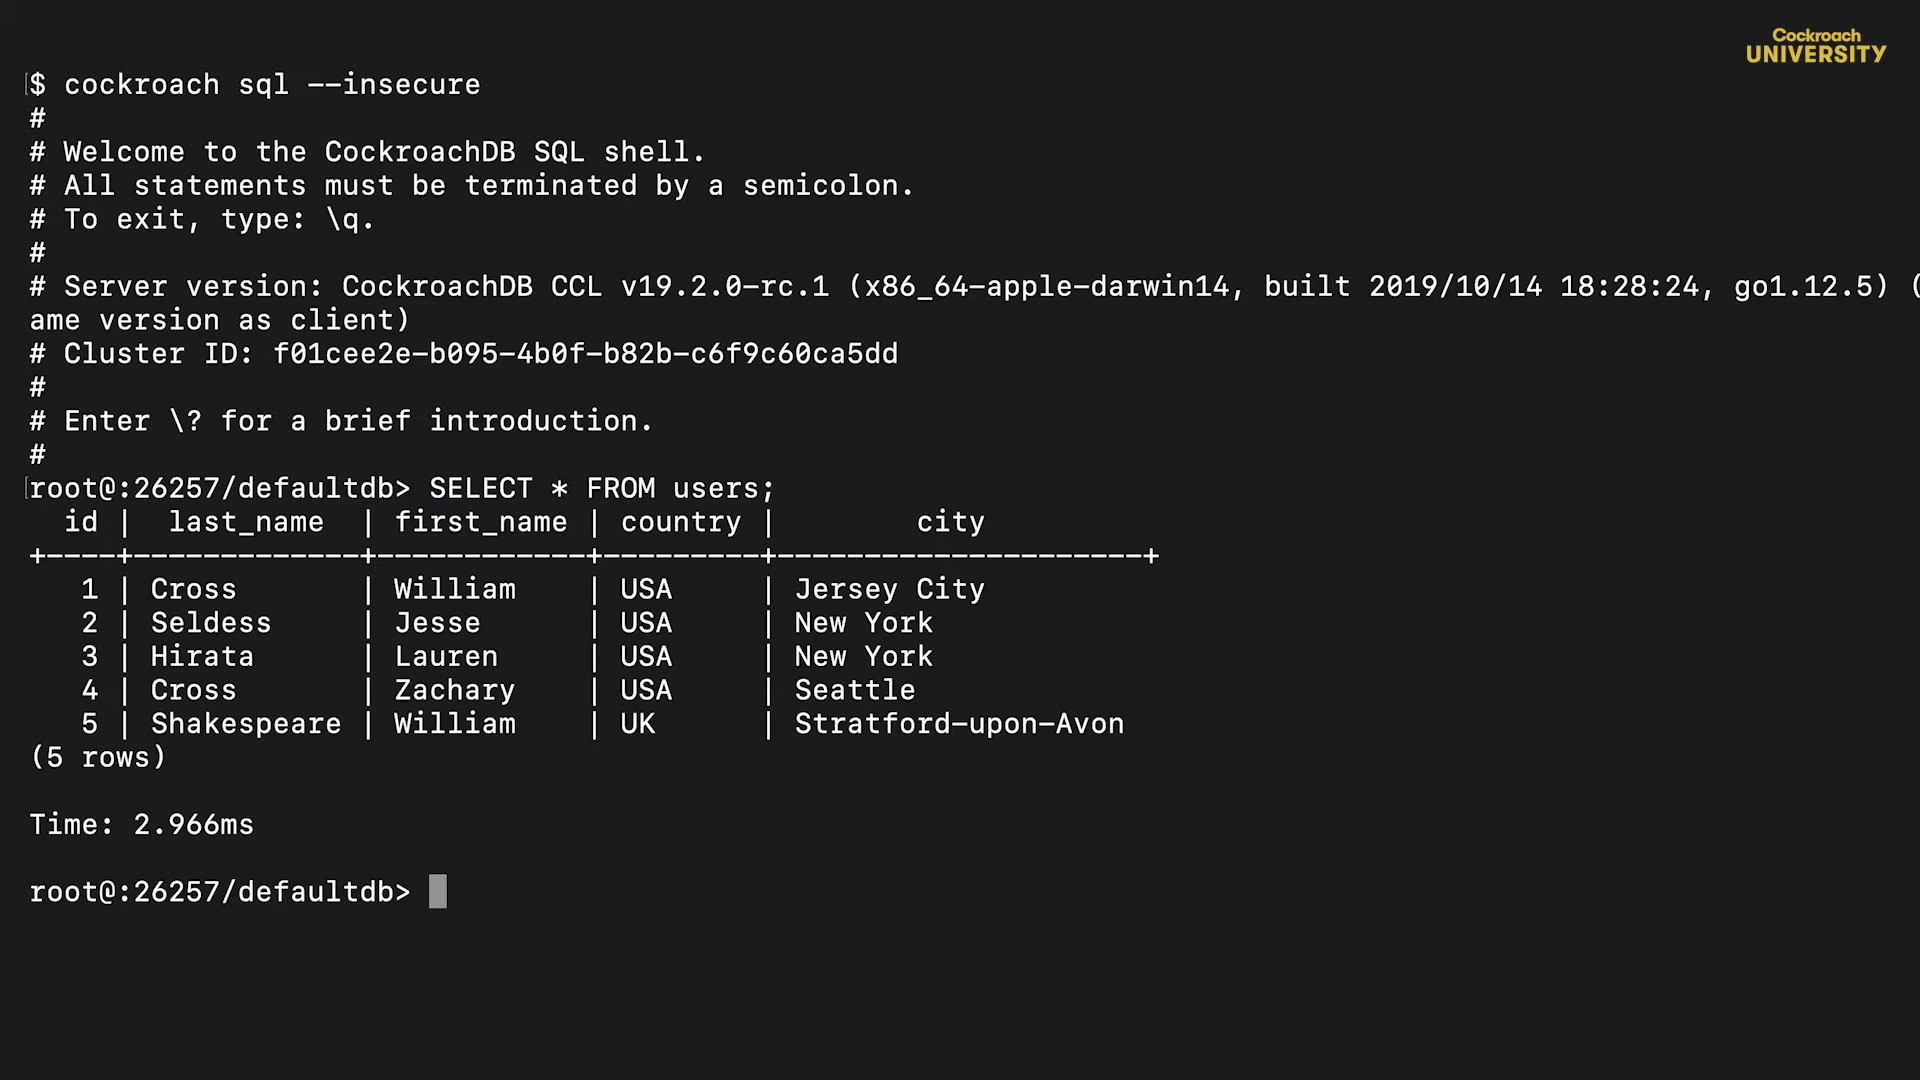 Cockroach
UNIVERSITY
$ cockroach sql --insecure
#
# Welcome to the CockroachDB SQL shell.
# All statements must be terminated by a semicolon.
# To exit, type: \q.
#
# Server version: CockroachDB CCL v19.2.0-rc.1 (x86_64-apple-darwin14, built 2019/10/14 18:28:24, go1.12.5) (
ame version as client)
# Cluster ID: f01cee2e-b095-4b0f-b82b-c6f9c60ca5dd
#
# Enter \? for a brief introduction.
#
root@:26257/defaultdb> SELECT * FROM users;
  id |  last_name  | first_name | country |        city
+----+-------------+------------+---------+---------------------+
   1 | Cross       | William    | USA     | Jersey City
   2 | Seldess     | Jesse      | USA     | New York
   3 | Hirata      | Lauren     | USA     | New York
   4 | Cross       | Zachary    | USA     | Seattle
   5 | Shakespeare | William    | UK      | Stratford-upon-Avon
(5 rows)
Time: 2.966ms
root@:26257/defaultdb>